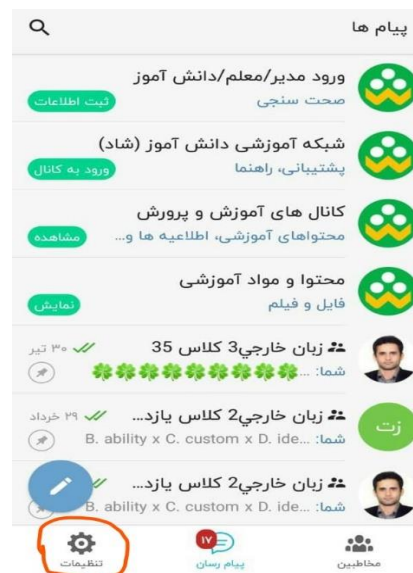 پیام ها
ورود مدیر/معلم/دانش آموز
صحت سنجی
ثبت اطلاعات
شبکه آموزشی دانش آموز (شاد)
پشتیبانی، راهنما
ورود به کانال
کانال های آموزش و پرورش
محتواهای آموزشی، اطلاعیه ها و...
مشاهده
محتوا و مواد آموزشی
فایل و فیلم
نمایش
زبان خارجي3 کلاس 35
۳۰ تیر
شما: ...🍀🍀🍀🍀🍀🍀🍀🍀🍀
زت
زبان خارجي2 کلاس یازد...
۲۹ خرداد
شما: B. ability x C. custom x D. ide...
زبان خارجي2 کلاس یازد...
شما: B. ability x C. custom x D. ide...
۱۷
مخاطبین
پیام رسان
تنظیمات